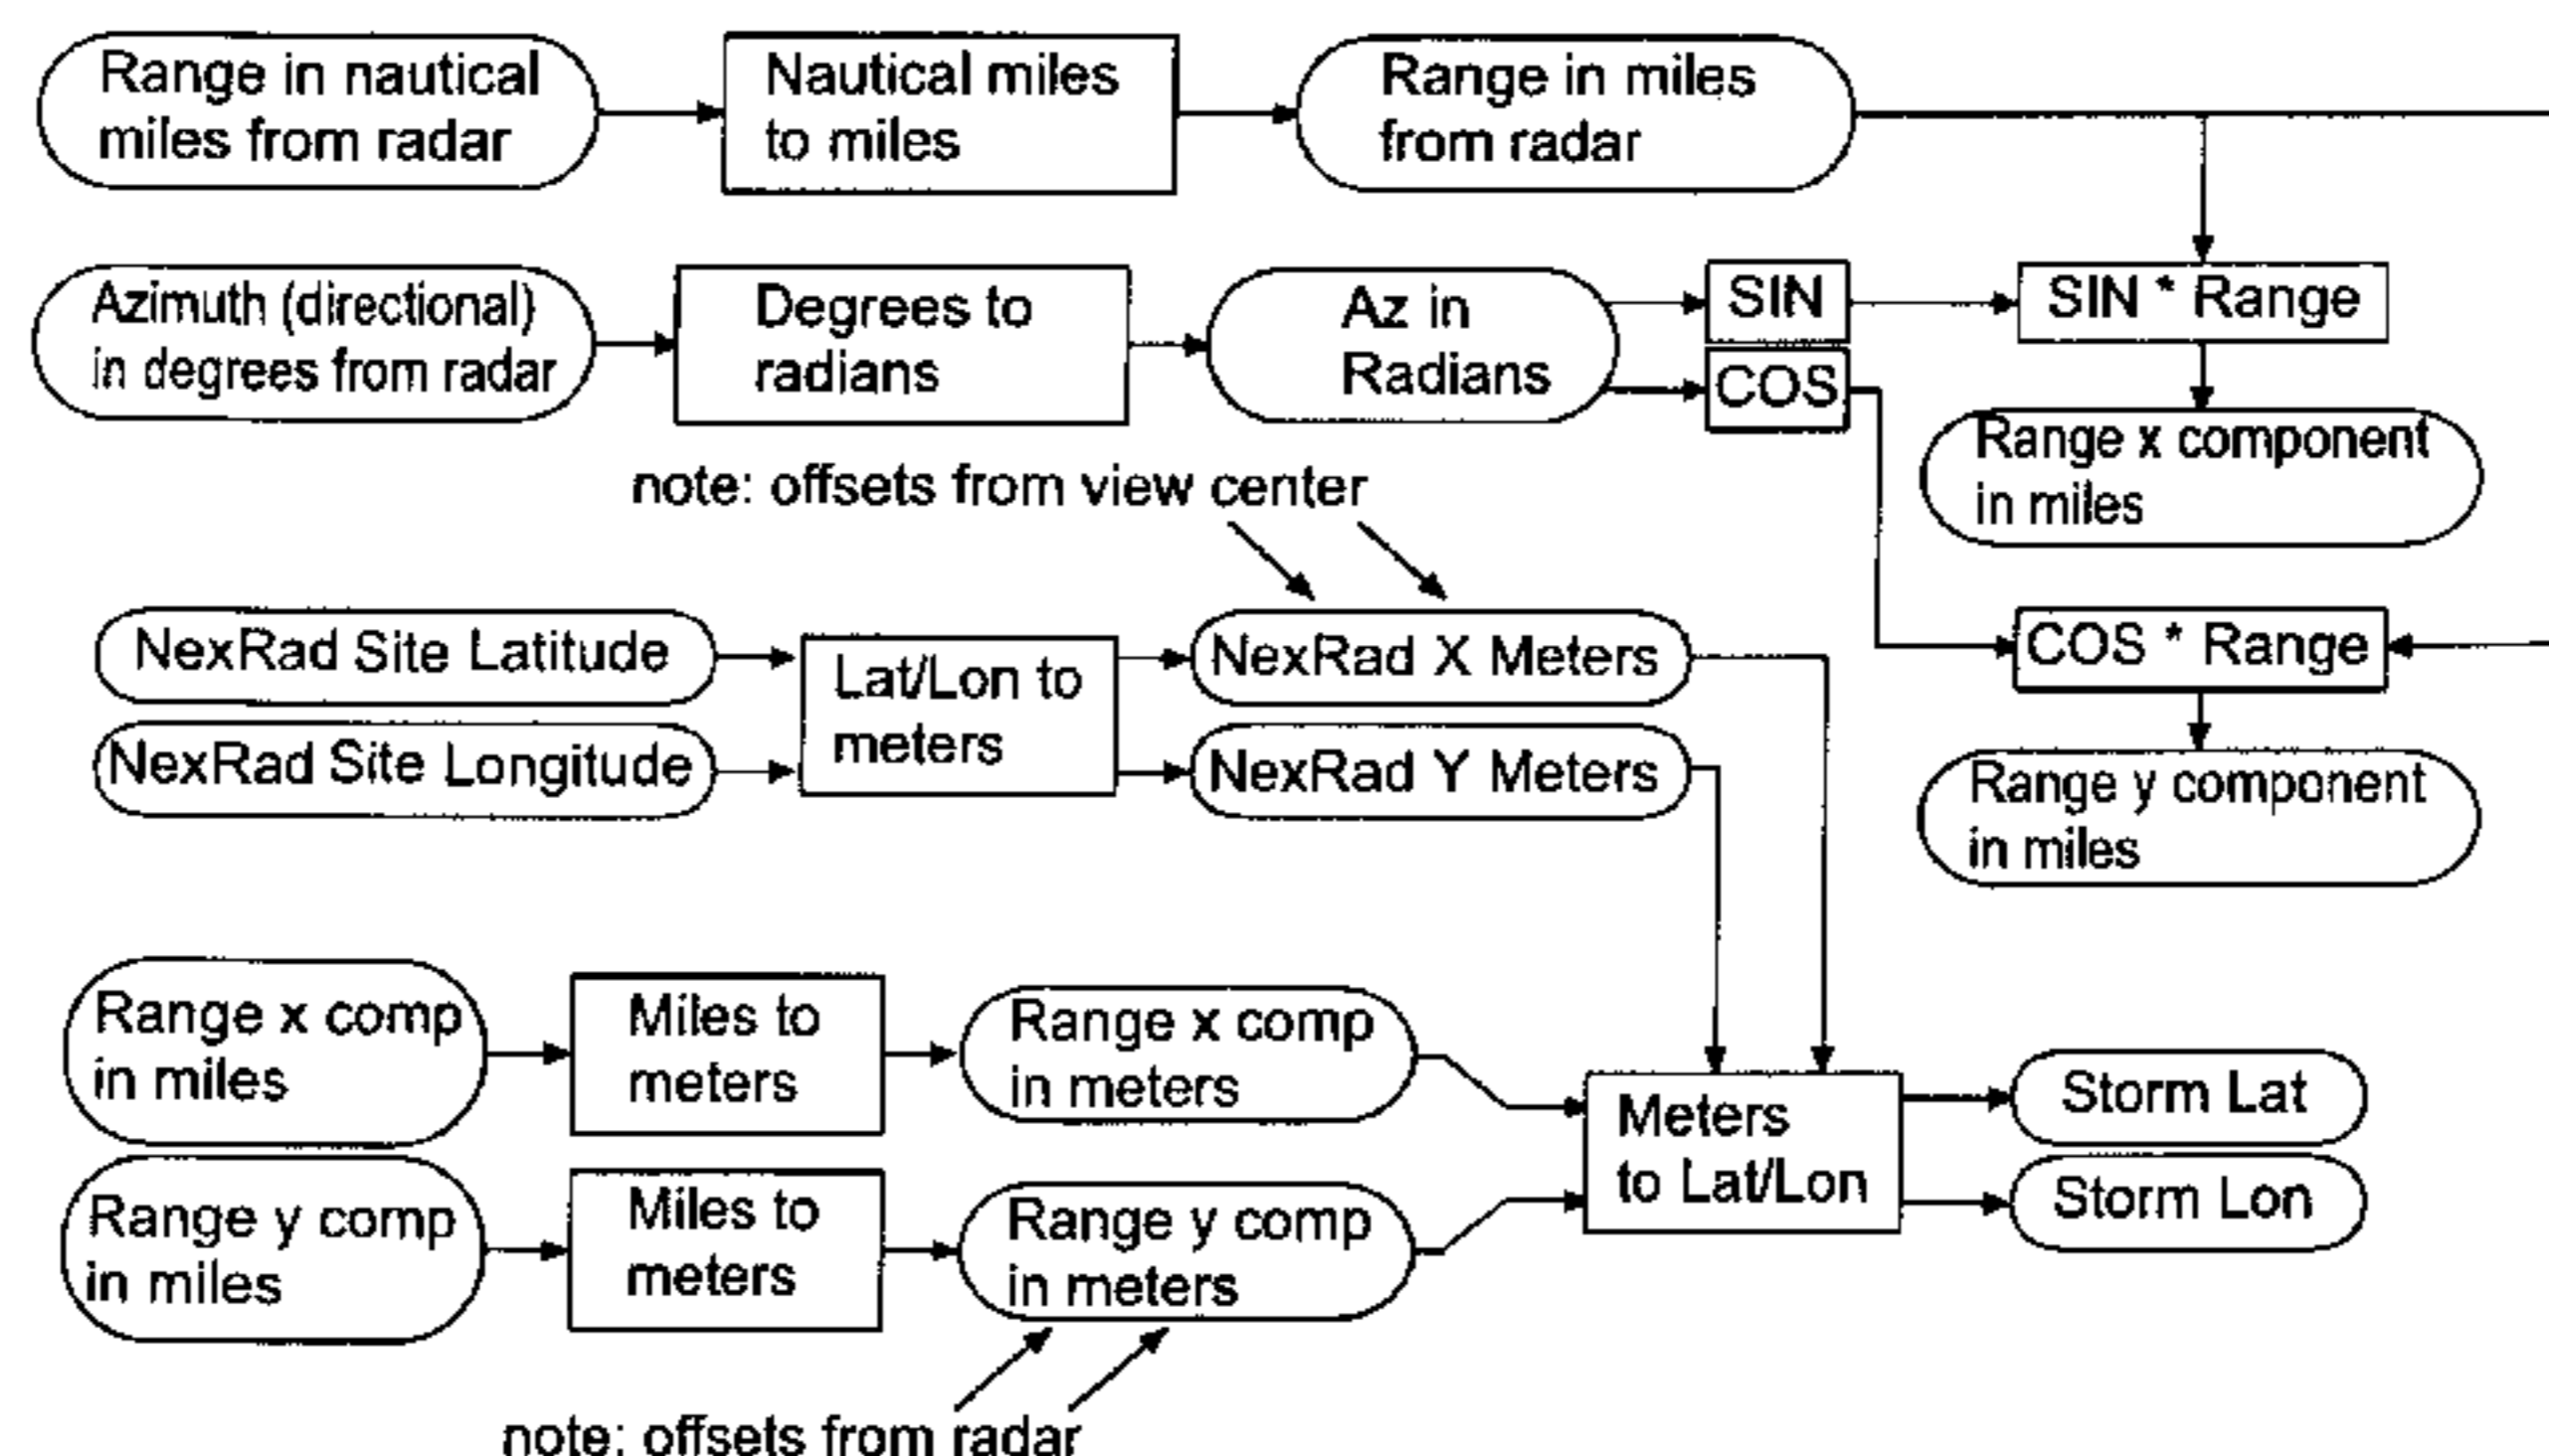 Range in nautical
miles from radar
Nautical miles
to miles
Range in miles
from radar
Azimuth (directional)
in degrees from radar
Degrees to
radians
Az in
Radians
SIN
COS
SIN * Range
Range x component
in miles
note: offsets from view center
NexRad Site Latitude
NexRad Site Longitude
Lat/Lon to
meters
NexRad X Meters
NexRad Y Meters
COS * Range
Range y component
in miles
Range x comp
in miles
Miles to
meters
Range x comp
in meters
Range y comp
in miles
Miles to
meters
Range y comp
in meters
Meters
to Lat/Lon
Storm Lat
Storm Lon
note: offsets from radar